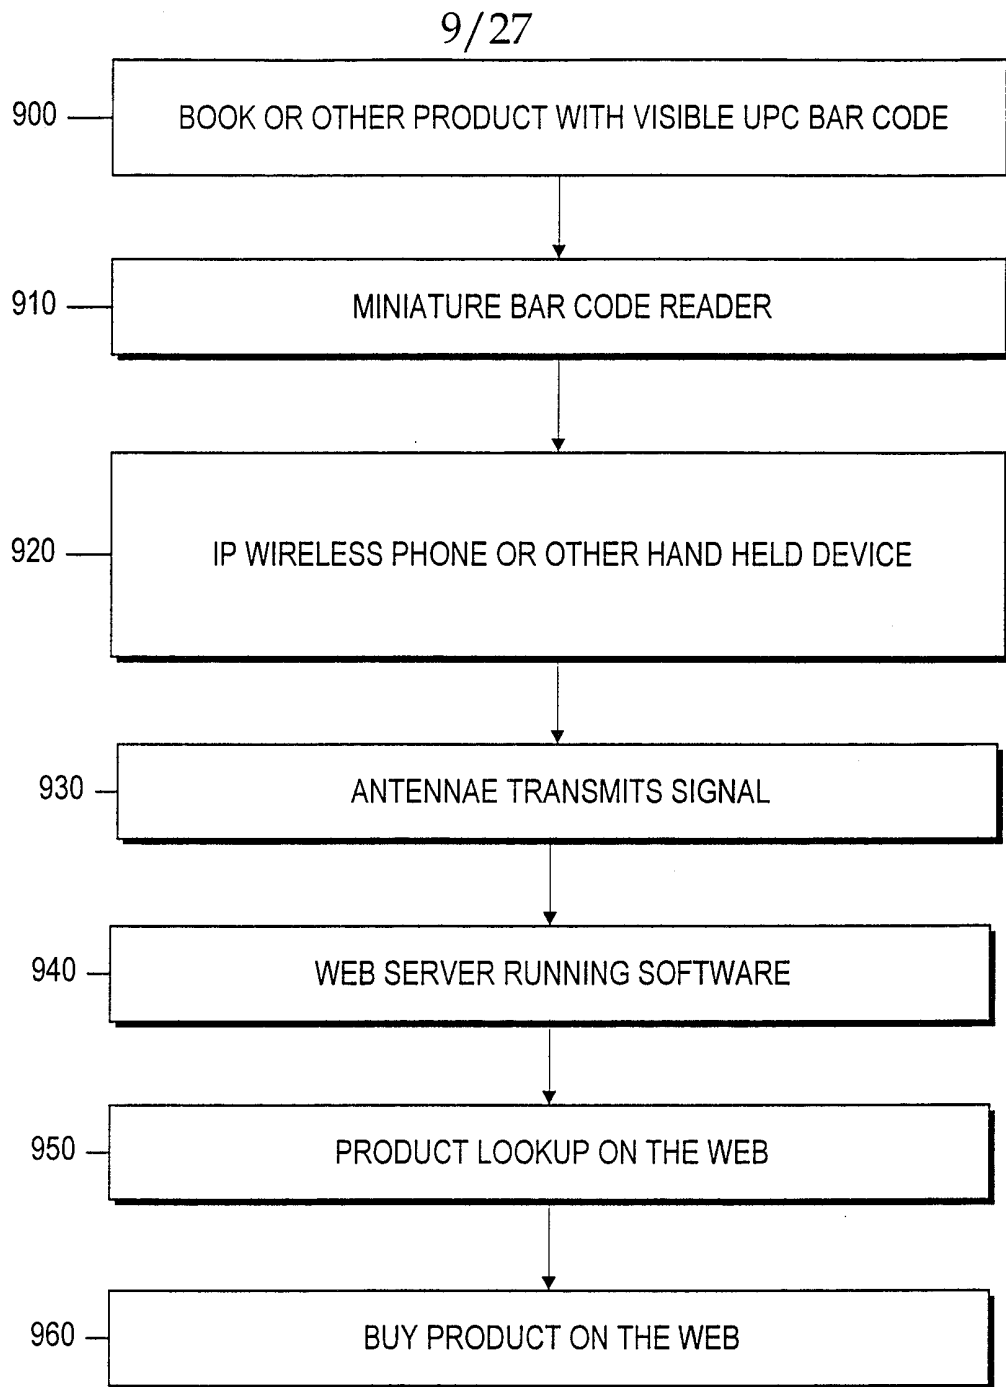 9/27
900 BOOK OR OTHER PRODUCT WITH VISIBLE UPC BAR CODE
910 MINIATURE BAR CODE READER
920 IP WIRELESS PHONE OR OTHER HAND HELD DEVICE
930 ANTENNAE TRANSMITS SIGNAL
940 WEB SERVER RUNNING SOFTWARE
950 PRODUCT LOOKUP ON THE WEB
960 BUY PRODUCT ON THE WEB